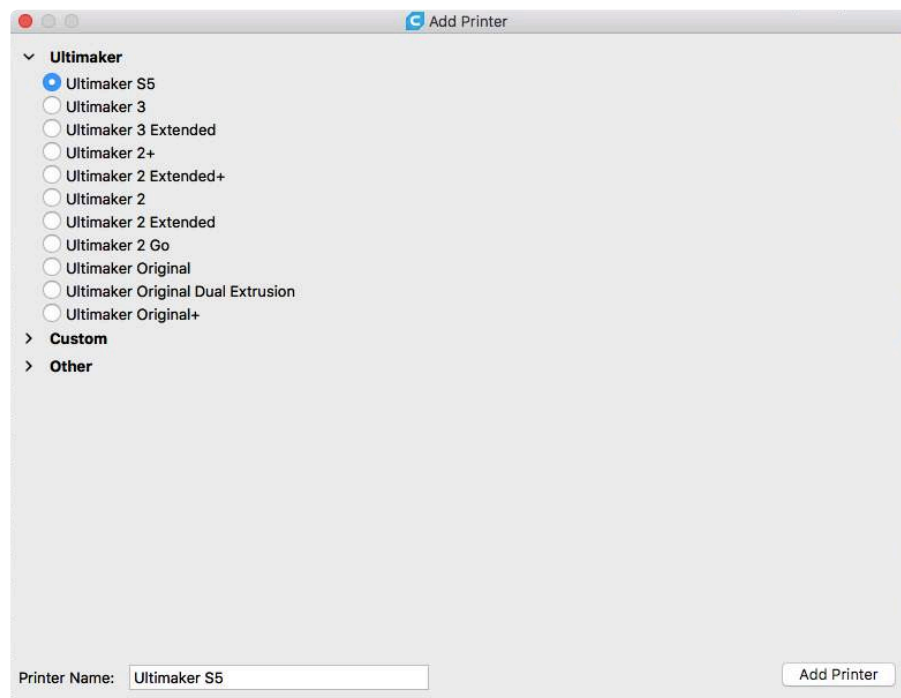 Add Printer
Ultimaker
Ultimaker S5
Ultimaker 3
Ultimaker 3 Extended
Ultimaker 2+
Ultimaker 2 Extended+
Ultimaker 2
Ultimaker 2 Extended
Ultimaker 2 Go
Ultimaker Original
Ultimaker Original Dual Extrusion
Ultimaker Original+
Custom
Other
Printer Name: Ultimaker S5 Add Printer